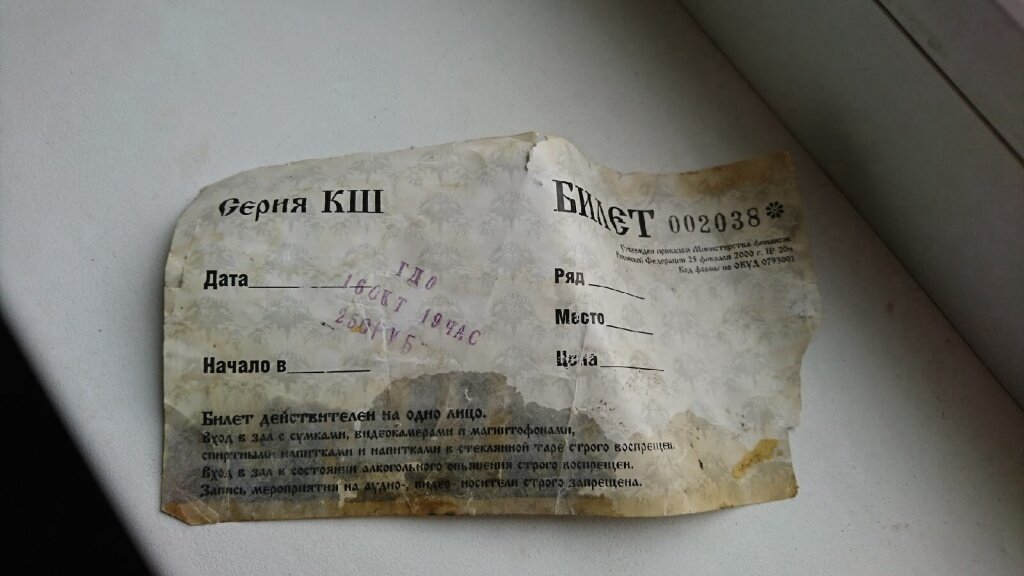 Серия КШ
БИЛЕТ 002038
Утвержден приказом Министерства финансов
Российской Федерации 25 февраля 2000 г. № 20н
Код формы по ОКУД 0793001
Дата
ГДО
16ОКТ 19ЧАС
250РУБ
Начало в
Ряд
Место
Цена
Билет действителен на одно лицо.
Вход в зал с сумками, видеокамерами и магнитофонами,
спиртными напитками и напитками в стеклянной таре строго воспрещен.
Вход в зал в состоянии алкогольного опьянения строго воспрещен.
Запись мероприятия на аудио-, видео- носители строго запрещена.